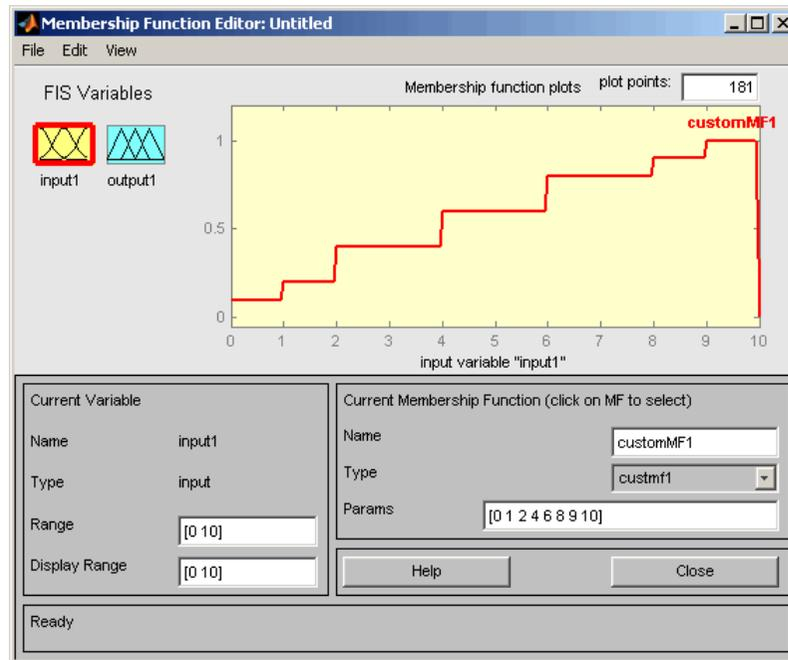 Membership Function Editor: Untitled
File Edit View
FIS Variables
Membership function plots plot points: 181
input1 output1
customMF1
1
0.5
0
0 1 2 3 4 5 6 7 8 9 10
input variable "input1"
Current Variable
Name input1
Type input
Range [0 10]
Display Range [0 10]
Current Membership Function (click on MF to select)
Name customMF1
Type custmf1
Params [0 1 2 4 6 8 9 10]
Help Close
Ready